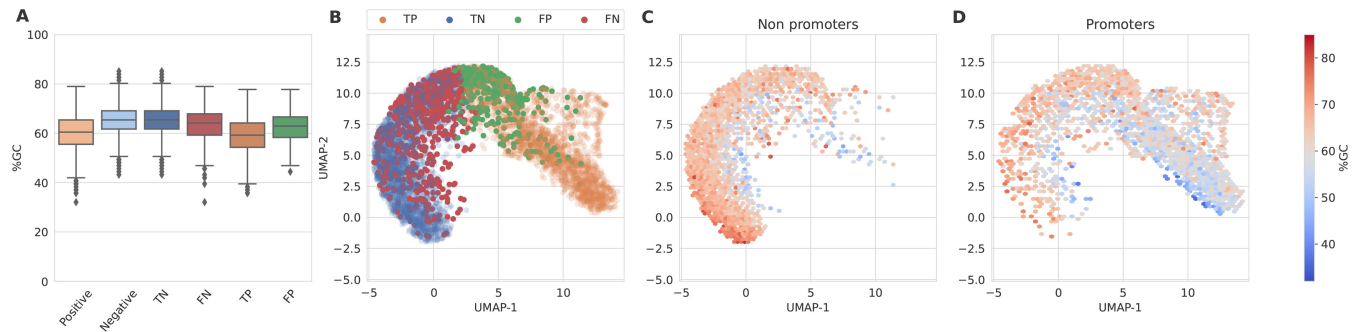 A
100
80
60
40
20
0
%GC
Positive
Negative
TN
FN
TP
FP
B
TP TN FP FN
12.5
10.0
7.5
5.0
2.5
0.0
−2.5
−5.0
UMAP-2
−5 0 5 10
UMAP-1
C
Non promoters
12.5
10.0
7.5
5.0
2.5
0.0
−2.5
−5.0
−5 0 5 10
UMAP-1
D
Promoters
12.5
10.0
7.5
5.0
2.5
0.0
−2.5
−5.0
−5 0 5 10
UMAP-1
80
70
60
50
40
%GC